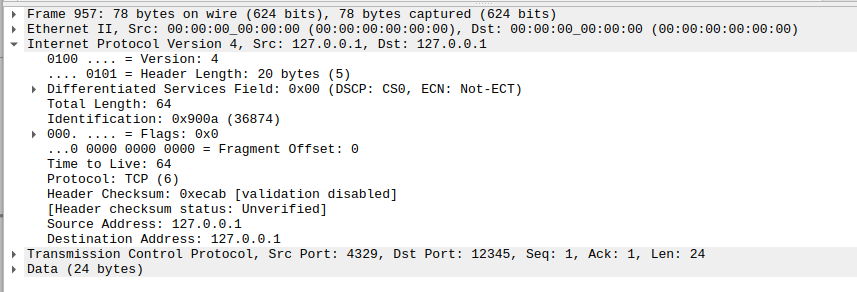 Frame 957: 78 bytes on wire (624 bits), 78 bytes captured (624 bits)
Ethernet II, Src: 00:00:00_00:00:00 (00:00:00:00:00:00), Dst: 00:00:00_00:00:00 (00:00:00:00:00:00)
Internet Protocol Version 4, Src: 127.0.0.1, Dst: 127.0.0.1
0100 .... = Version: 4
.... 0101 = Header Length: 20 bytes (5)
Differentiated Services Field: 0x00 (DSCP: CS0, ECN: Not-ECT)
Total Length: 64
Identification: 0x900a (36874)
000. .... = Flags: 0x0
...0 0000 0000 0000 = Fragment Offset: 0
Time to Live: 64
Protocol: TCP (6)
Header Checksum: 0xecab [validation disabled]
[Header checksum status: Unverified]
Source Address: 127.0.0.1
Destination Address: 127.0.0.1
Transmission Control Protocol, Src Port: 4329, Dst Port: 12345, Seq: 1, Ack: 1, Len: 24
Data (24 bytes)